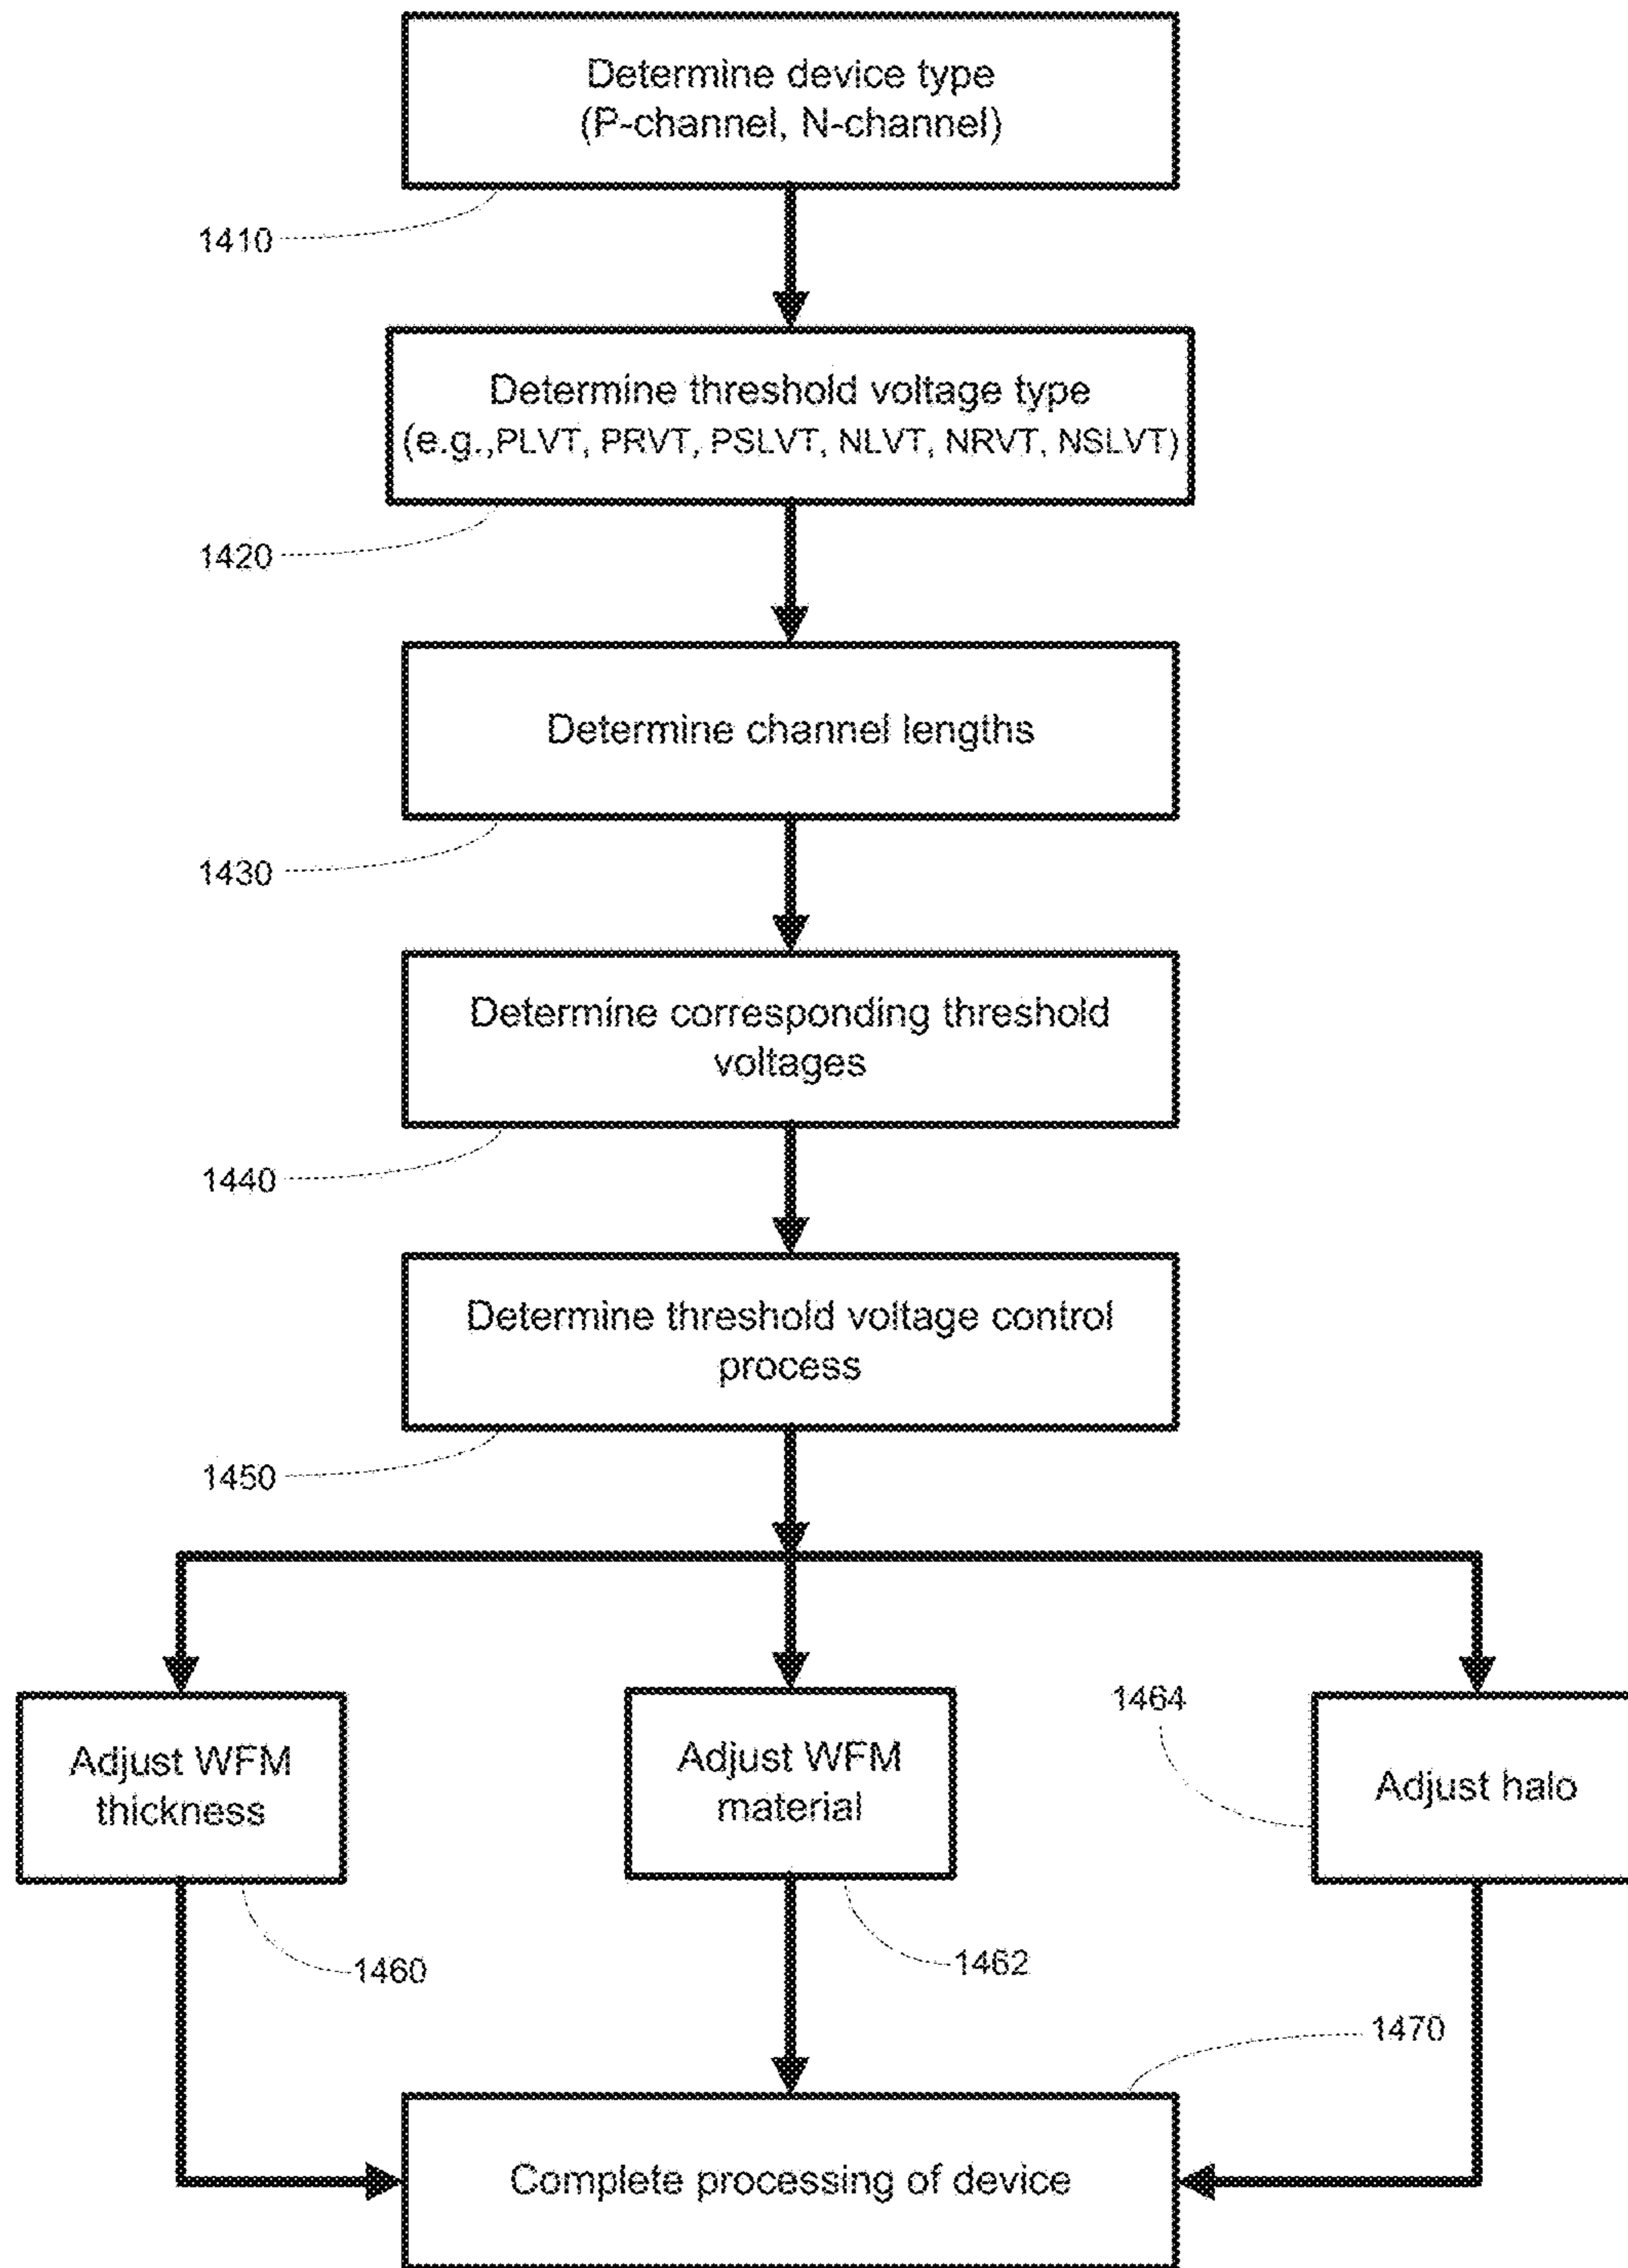 Determine device type
(P-channel, N-channel)
1410
Determine threshold voltage type
(e.g.,PLVT, PRVT, PSLVT, NLVT, NRVT, NSLVT)
1420
Determine channel lengths
1430
Determine corresponding threshold
voltages
1440
Determine threshold voltage control
process
1450
Adjust WFM
thickness
1460
Adjust WFM
material
1462
1464
Adjust halo
1470
Complete processing of device